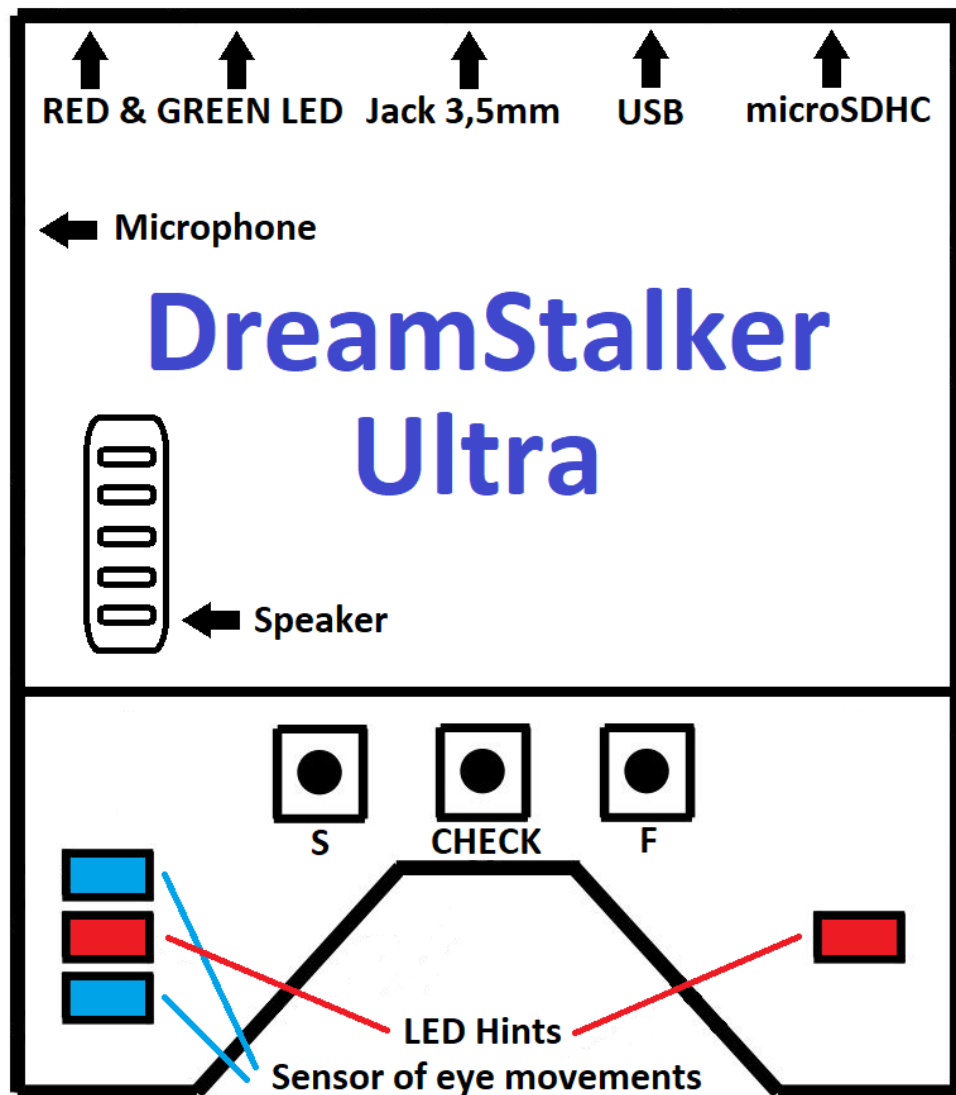 RED & GREEN LED Jack 3,5mm USB microSDHC
Microphone
DreamStalker
Ultra
Speaker
S CHECK F
LED Hints
Sensor of eye movements